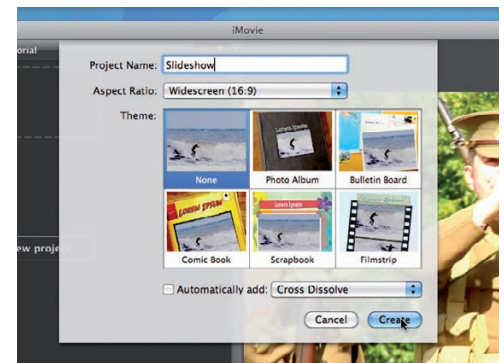 iMovie
orial
Project Name: Slideshow
Aspect Ratio: Widescreen (16:9)
Theme:
None
Photo Album
Bulletin Board
Comic Book
Scrapbook
Filmstrip
Lorem Ipsum
LOREM IPSUM
Lorem Ipsum
ew project
Automatically add: Cross Dissolve
Cancel
Create